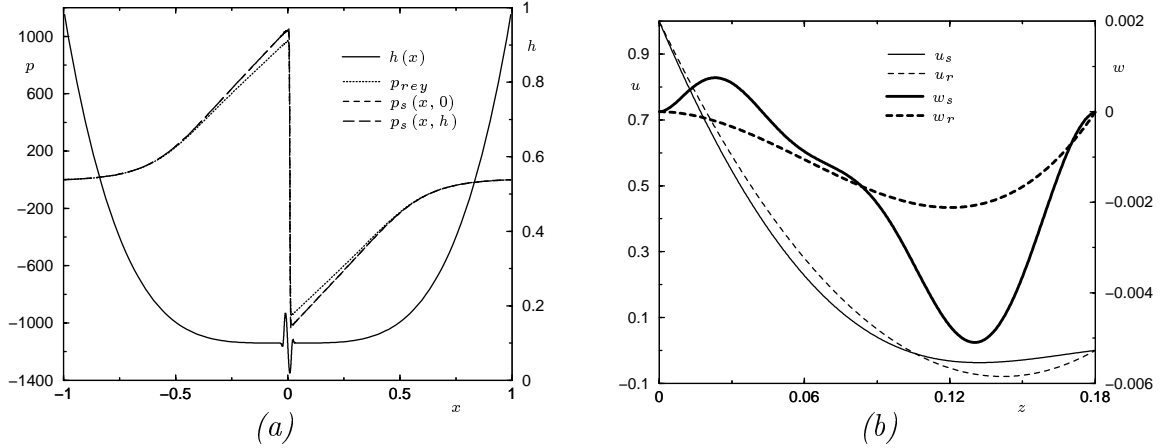 1000
p
600
200
−200
−600
−1000
−1400
−1
−0.5
0
0.5
1
x
1
h
0.8
0.6
0.4
0.2
0
h(x)
p_rey
p_s(x, 0)
p_s(x, h)
(a)
0.9
u
0.7
0.5
0.3
0.1
−0.1
0
0.06
0.12
z
0.18
0.002
w
0
−0.002
−0.004
−0.006
u_s
u_r
w_s
w_r
(b)